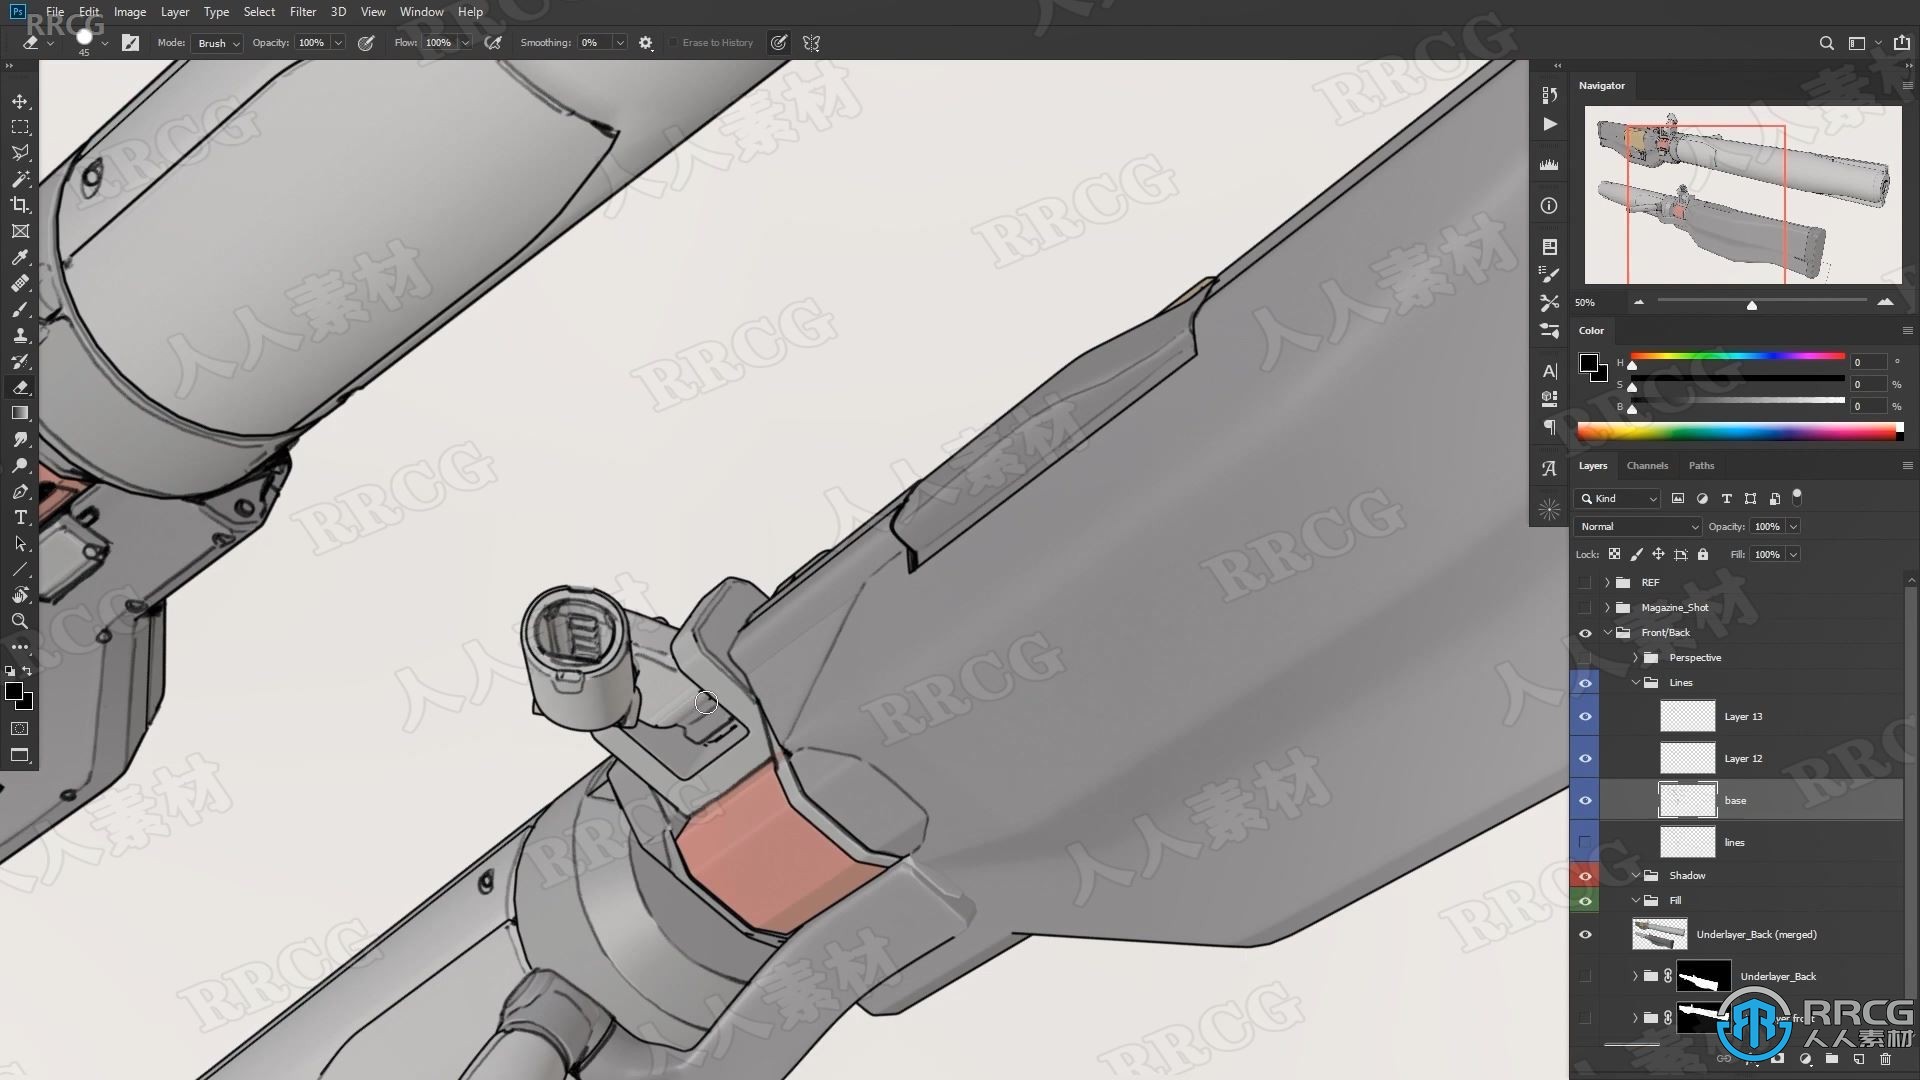 File Edit Image Layer Type Select Filter 3D View Window Help
RRCG
45
Mode: Brush Opacity: 100% Flow: 100% Smoothing: 0% Erase to History
Navigator
50%
Color
H 0 °
S 0 %
B 0 %
Layers Channels Paths
Kind
Normal Opacity: 100%
Lock: Fill: 100%
REF
Magazine_Shot
Front/Back
Perspective
Lines
Layer 13
Layer 12
base
lines
Shadow
Fill
Underlayer_Back (merged)
Underlayer_Back
RRCG
人人素材